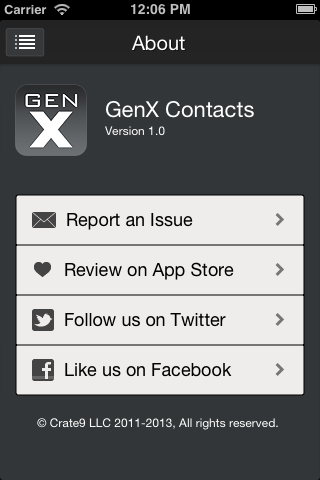 Carrier 12:06 PM
About
GEN
X
GenX Contacts
Version 1.0
Report an Issue
Review on App Store
Follow us on Twitter
Like us on Facebook
© Crate9 LLC 2011-2013, All rights reserved.